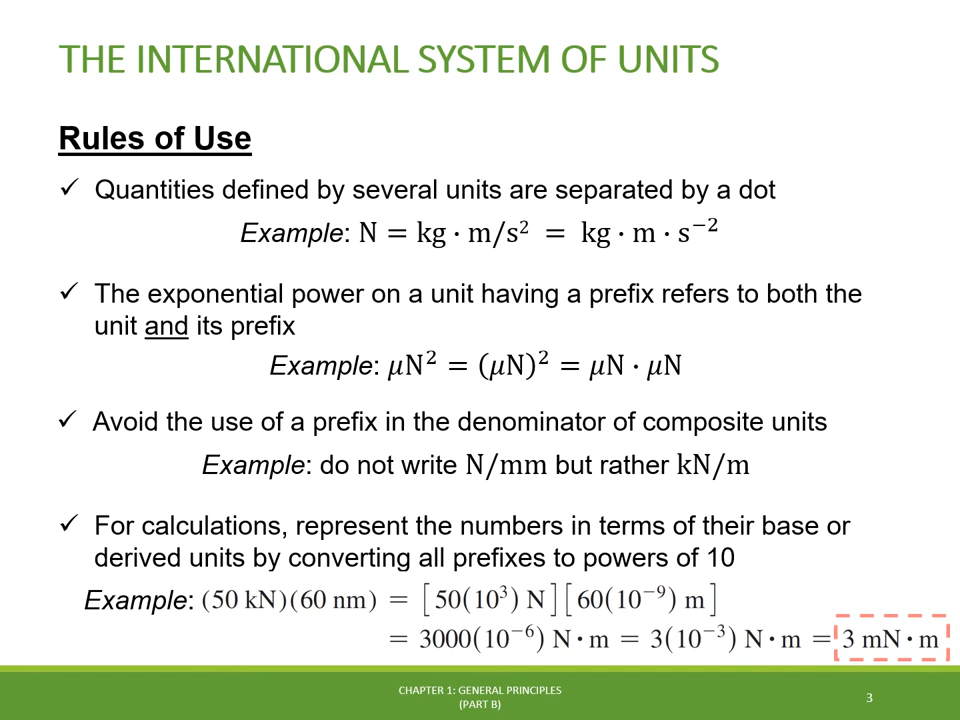 THE INTERNATIONAL SYSTEM OF UNITS
Rules of Use
✓ Quantities defined by several units are separated by a dot
Example: N = kg · m/s² = kg · m · s⁻²
✓ The exponential power on a unit having a prefix refers to both the
unit and its prefix
Example: μN² = (μN)² = μN · μN
✓ Avoid the use of a prefix in the denominator of composite units
Example: do not write N/mm but rather kN/m
✓ For calculations, represent the numbers in terms of their base or
derived units by converting all prefixes to powers of 10
Example: (50 kN)(60 nm) = [50(10³) N][60(10⁻⁹) m]
= 3000(10⁻⁶) N·m = 3(10⁻³) N·m = 3 mN·m
CHAPTER 1: GENERAL PRINCIPLES
(PART B)
3